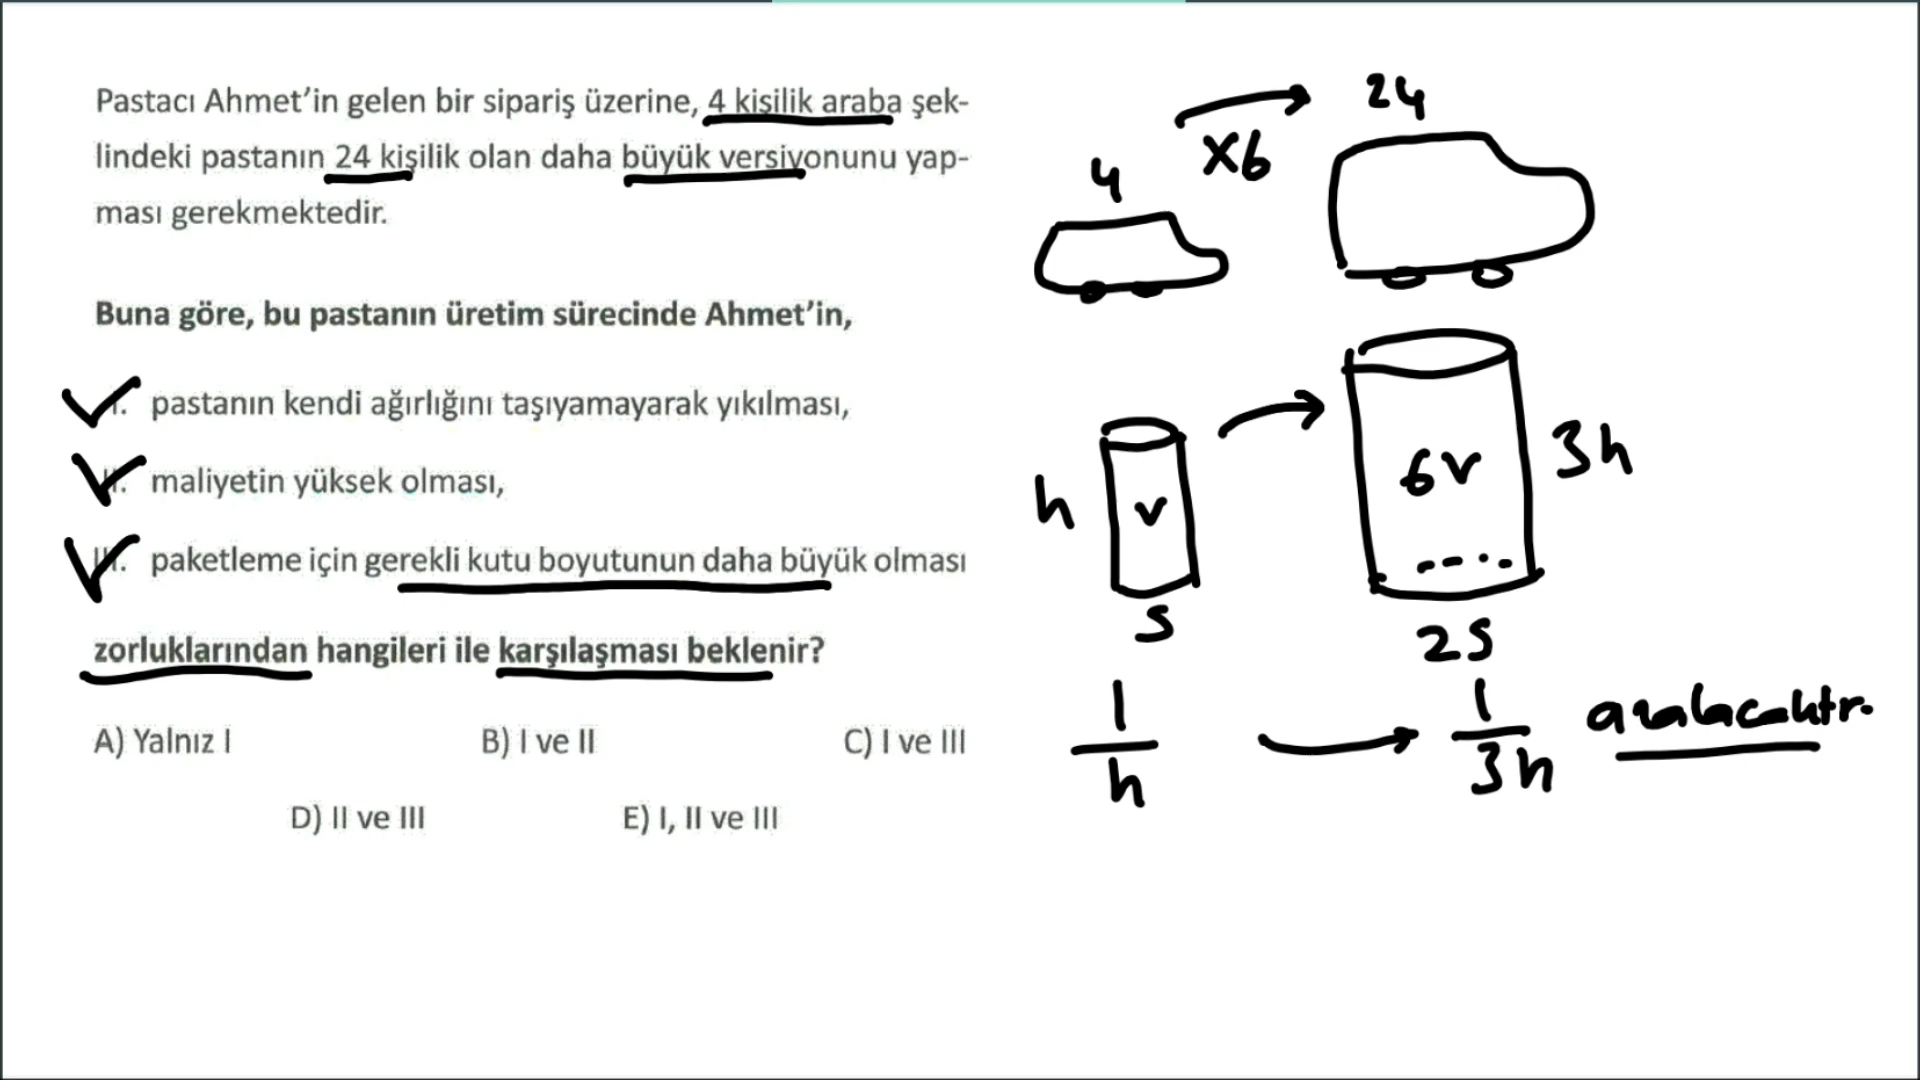 Pastacı Ahmet’in gelen bir sipariş üzerine, 4 kişilik araba şek-
lindeki pastanın 24 kişilik olan daha büyük versiyonunu yap-
ması gerekmektedir.
Buna göre, bu pastanın üretim sürecinde Ahmet’in,
I. pastanın kendi ağırlığını taşıyamayarak yıkılması,
II. maliyetin yüksek olması,
III. paketleme için gerekli kutu boyutunun daha büyük olması
zorluklarından hangileri ile karşılaşması beklenir?
A) Yalnız I B) I ve II C) I ve III
D) II ve III E) I, II ve III
24
x6
4
h v 6v 3h
S 2S
1/h 1/3h azalacaktır.